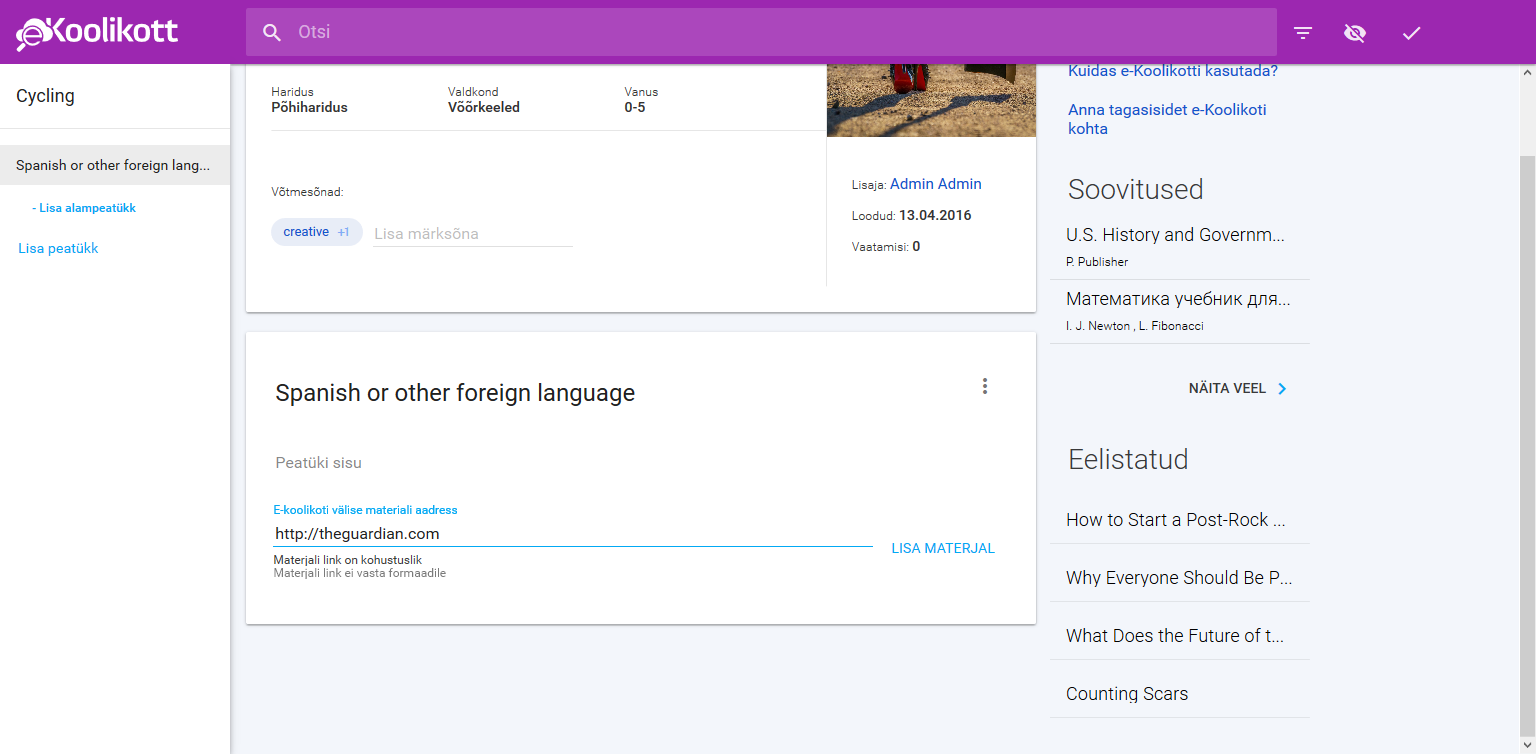 eKoolikott
Otsi
Cycling
Spanish or other foreign lang...
- Lisa alampeatükk
Lisa peatükk
Haridus
Põhiharidus
Valdkond
Võõrkeeled
Vanus
0-5
Võtmesõnad:
creative +1
Lisa märksõna
Lisaja: Admin Admin
Loodud: 13.04.2016
Vaatamisi: 0
Spanish or other foreign language
Peatüki sisu
E-koolikoti välise materiali aadress
http://theguardian.com
Materjali link on kohustuslik
Materjali link ei vasta formaadile
LISA MATERJAL
Kuidas e-Koolikotti kasutada?
Anna tagasisidet e-Koolikoti
kohta
Soovitused
U.S. History and Governm...
P. Publisher
Математика учебник для...
I. J. Newton , L. Fibonacci
NÄITA VEEL
Eelistatud
How to Start a Post-Rock ...
Why Everyone Should Be P...
What Does the Future of t...
Counting Scars